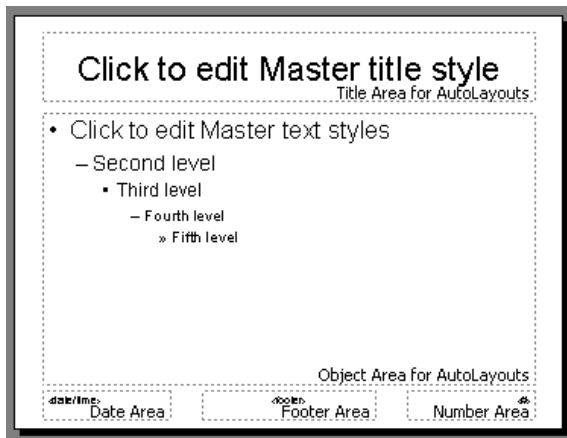 Click to edit Master title style
Title Area for AutoLayouts
• Click to edit Master text styles
– Second level
• Third level
– Fourth level
» Fifth level
Object Area for AutoLayouts
<date/time>
Date Area
<footer>
Footer Area
<#>
Number Area